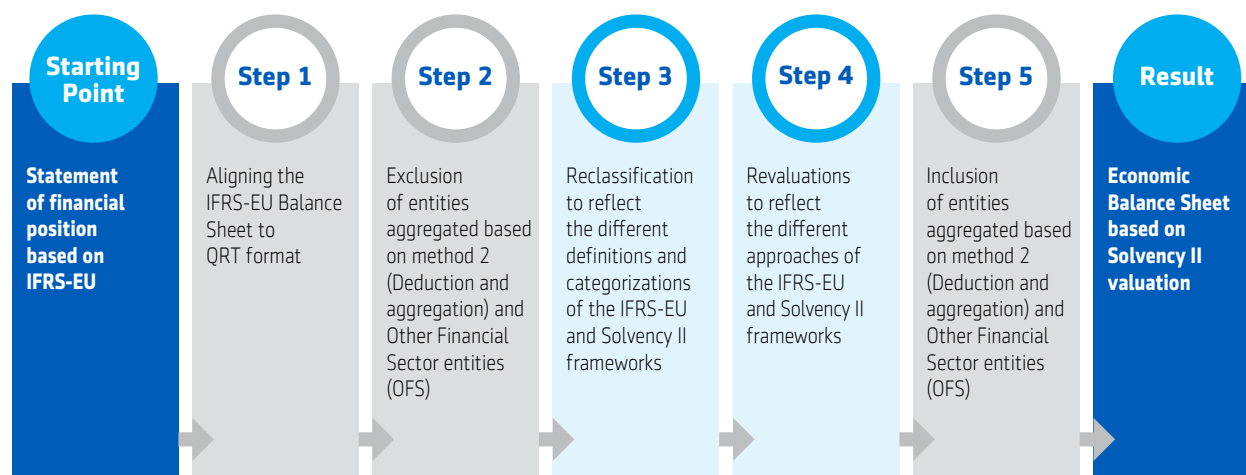 Starting
Point
Statement
of financial
position
based on
IFRS-EU
Step 1
Aligning the
IFRS-EU Balance
Sheet to
QRT format
Step 2
Exclusion
of entities
aggregated based
on method 2
(Deduction and
aggregation) and
Other Financial
Sector entities
(OFS)
Step 3
Reclassification
to reflect
the different
definitions and
categorizations
of the IFRS-EU
and Solvency II
frameworks
Step 4
Revaluations
to reflect
the different
approaches of
the IFRS-EU
and Solvency II
frameworks
Step 5
Inclusion
of entities
aggregated based
on method 2
(Deduction and
aggregation) and
Other Financial
Sector entities
(OFS)
Result
Economic
Balance Sheet
based on
Solvency II
valuation